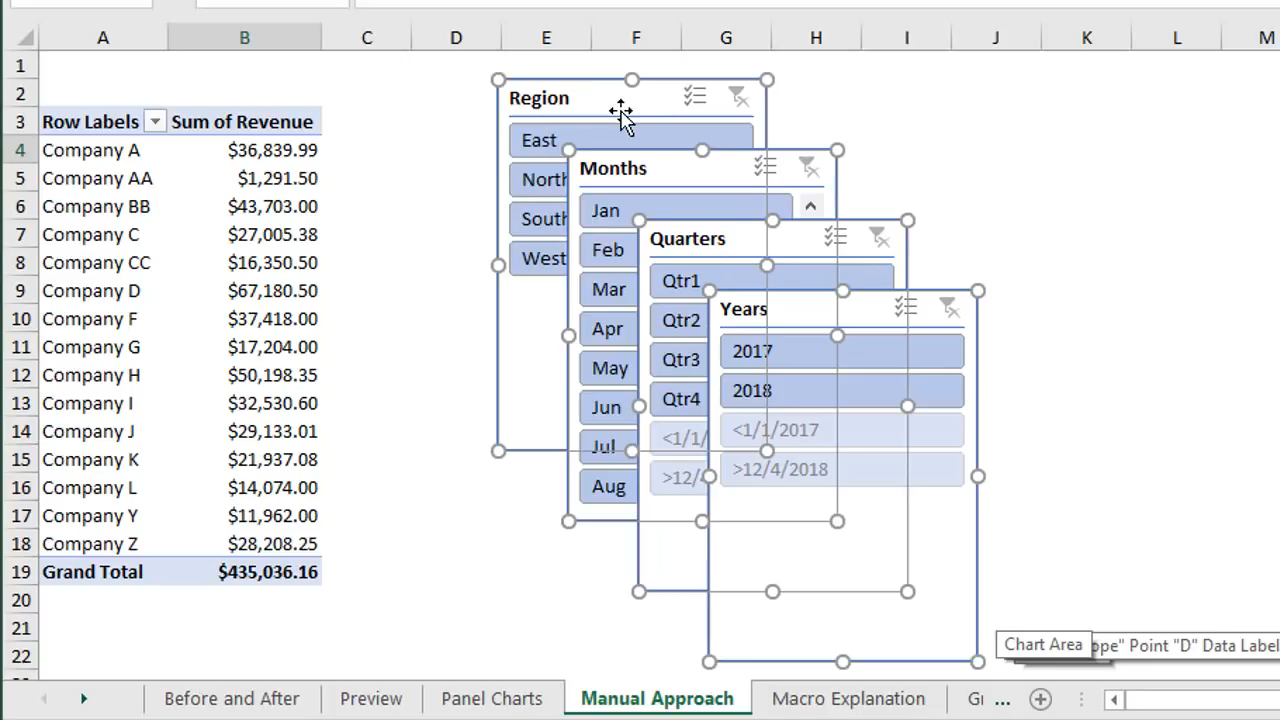 A B C D E F G H I J K L M
1
2
3 Row Labels Sum of Revenue
4 Company A $36,839.99
5 Company AA $1,291.50
6 Company BB $43,703.00
7 Company C $27,005.38
8 Company CC $16,350.50
9 Company D $67,180.50
10 Company F $37,418.00
11 Company G $17,204.00
12 Company H $50,198.35
13 Company I $32,530.60
14 Company J $29,133.01
15 Company K $21,937.08
16 Company L $14,074.00
17 Company Y $11,962.00
18 Company Z $28,208.25
19 Grand Total $435,036.16
20
21
22
Region
East
North
South
West
Months
Jan
Feb
Mar
Apr
May
Jun
Jul
Aug
Quarters
Qtr1
Qtr2
Qtr3
Qtr4
<1/1/
>12/4
Years
2017
2018
<1/1/2017
>12/4/2018
Chart Area
ope" Point "D" Data Label
Before and After Preview Panel Charts Manual Approach Macro Explanation Gr ...